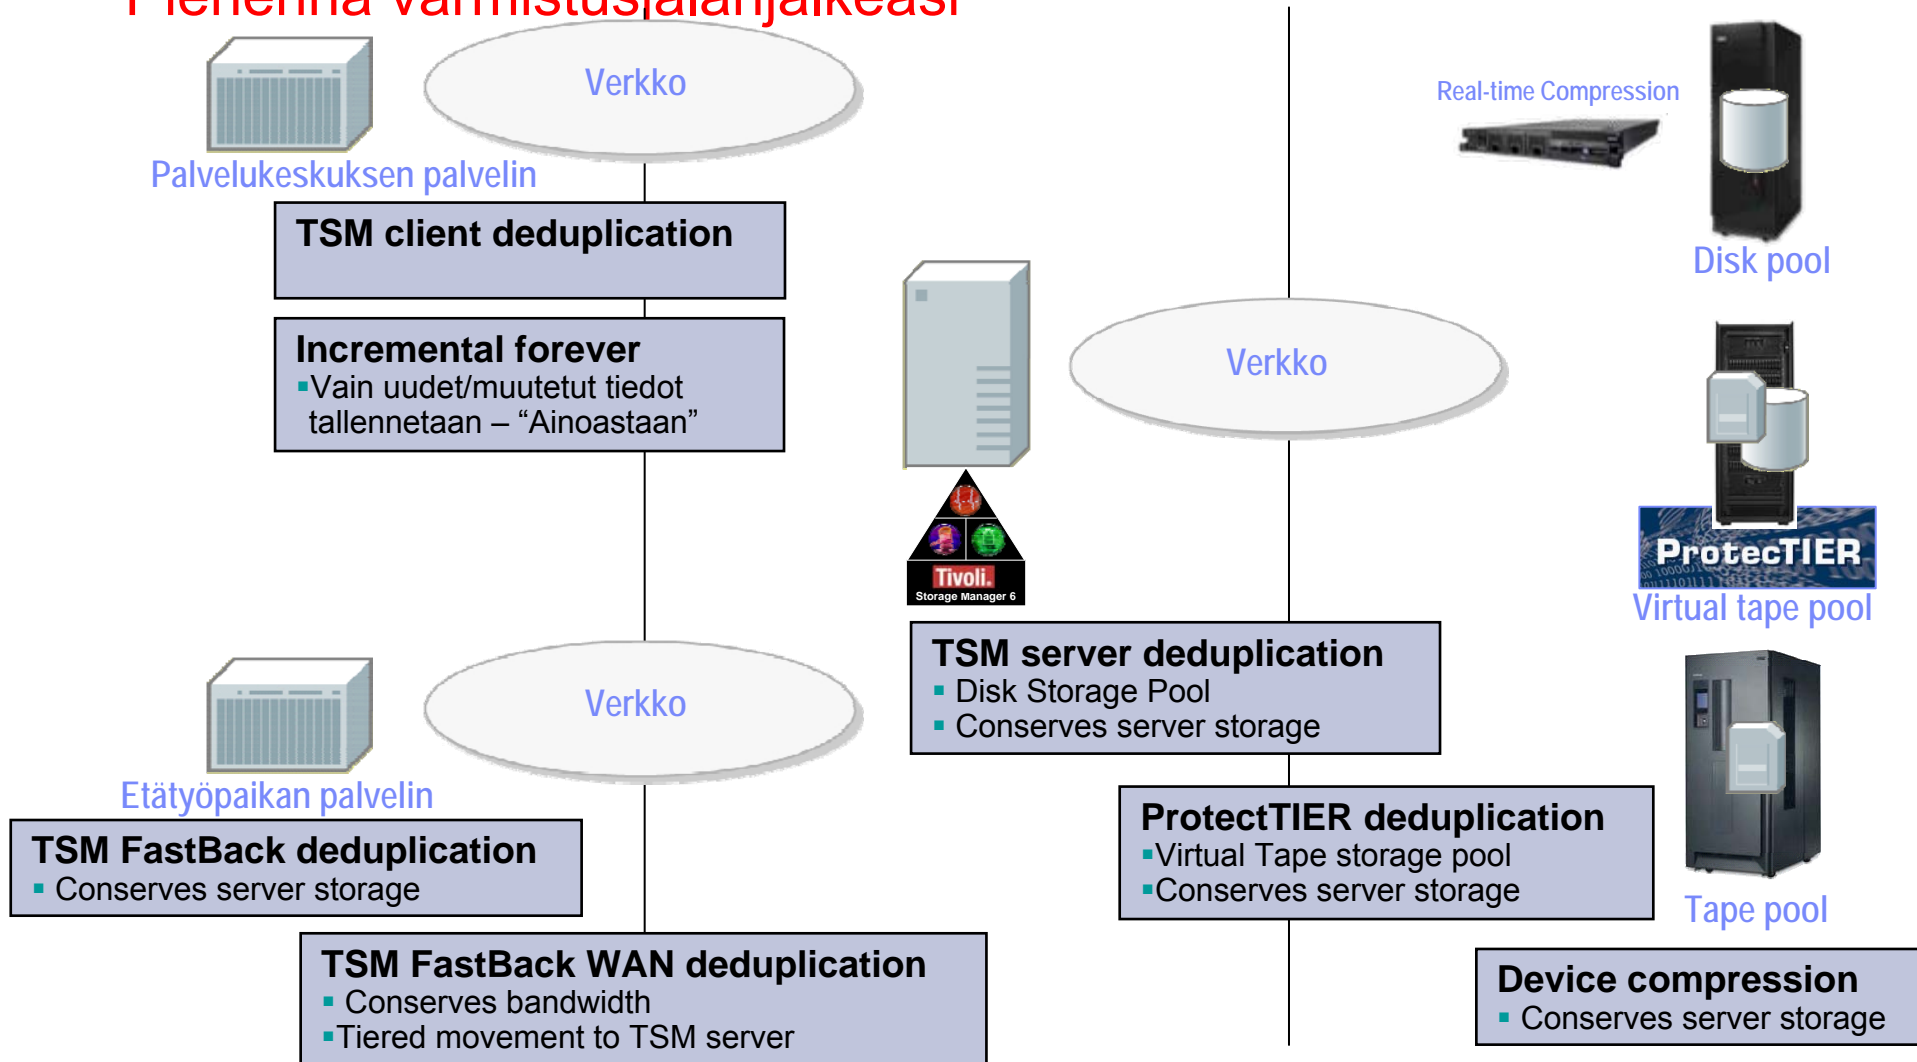 Pienennä varmistusjalanjälkeäsi
Verkko
Palvelukeskuksen palvelin
TSM client deduplication
Incremental forever
▪Vain uudet/muutetut tiedot
tallennetaan – “Ainoastaan”
Verkko
Etätyöpaikan palvelin
TSM FastBack deduplication
▪ Conserves server storage
TSM FastBack WAN deduplication
▪ Conserves bandwidth
▪Tiered movement to TSM server
Tivoli.
Storage Manager 6
Verkko
TSM server deduplication
▪ Disk Storage Pool
▪ Conserves server storage
ProtectTIER deduplication
▪Virtual Tape storage pool
▪Conserves server storage
Real-time Compression
Disk pool
ProtecTIER
Virtual tape pool
Tape pool
Device compression
▪ Conserves server storage